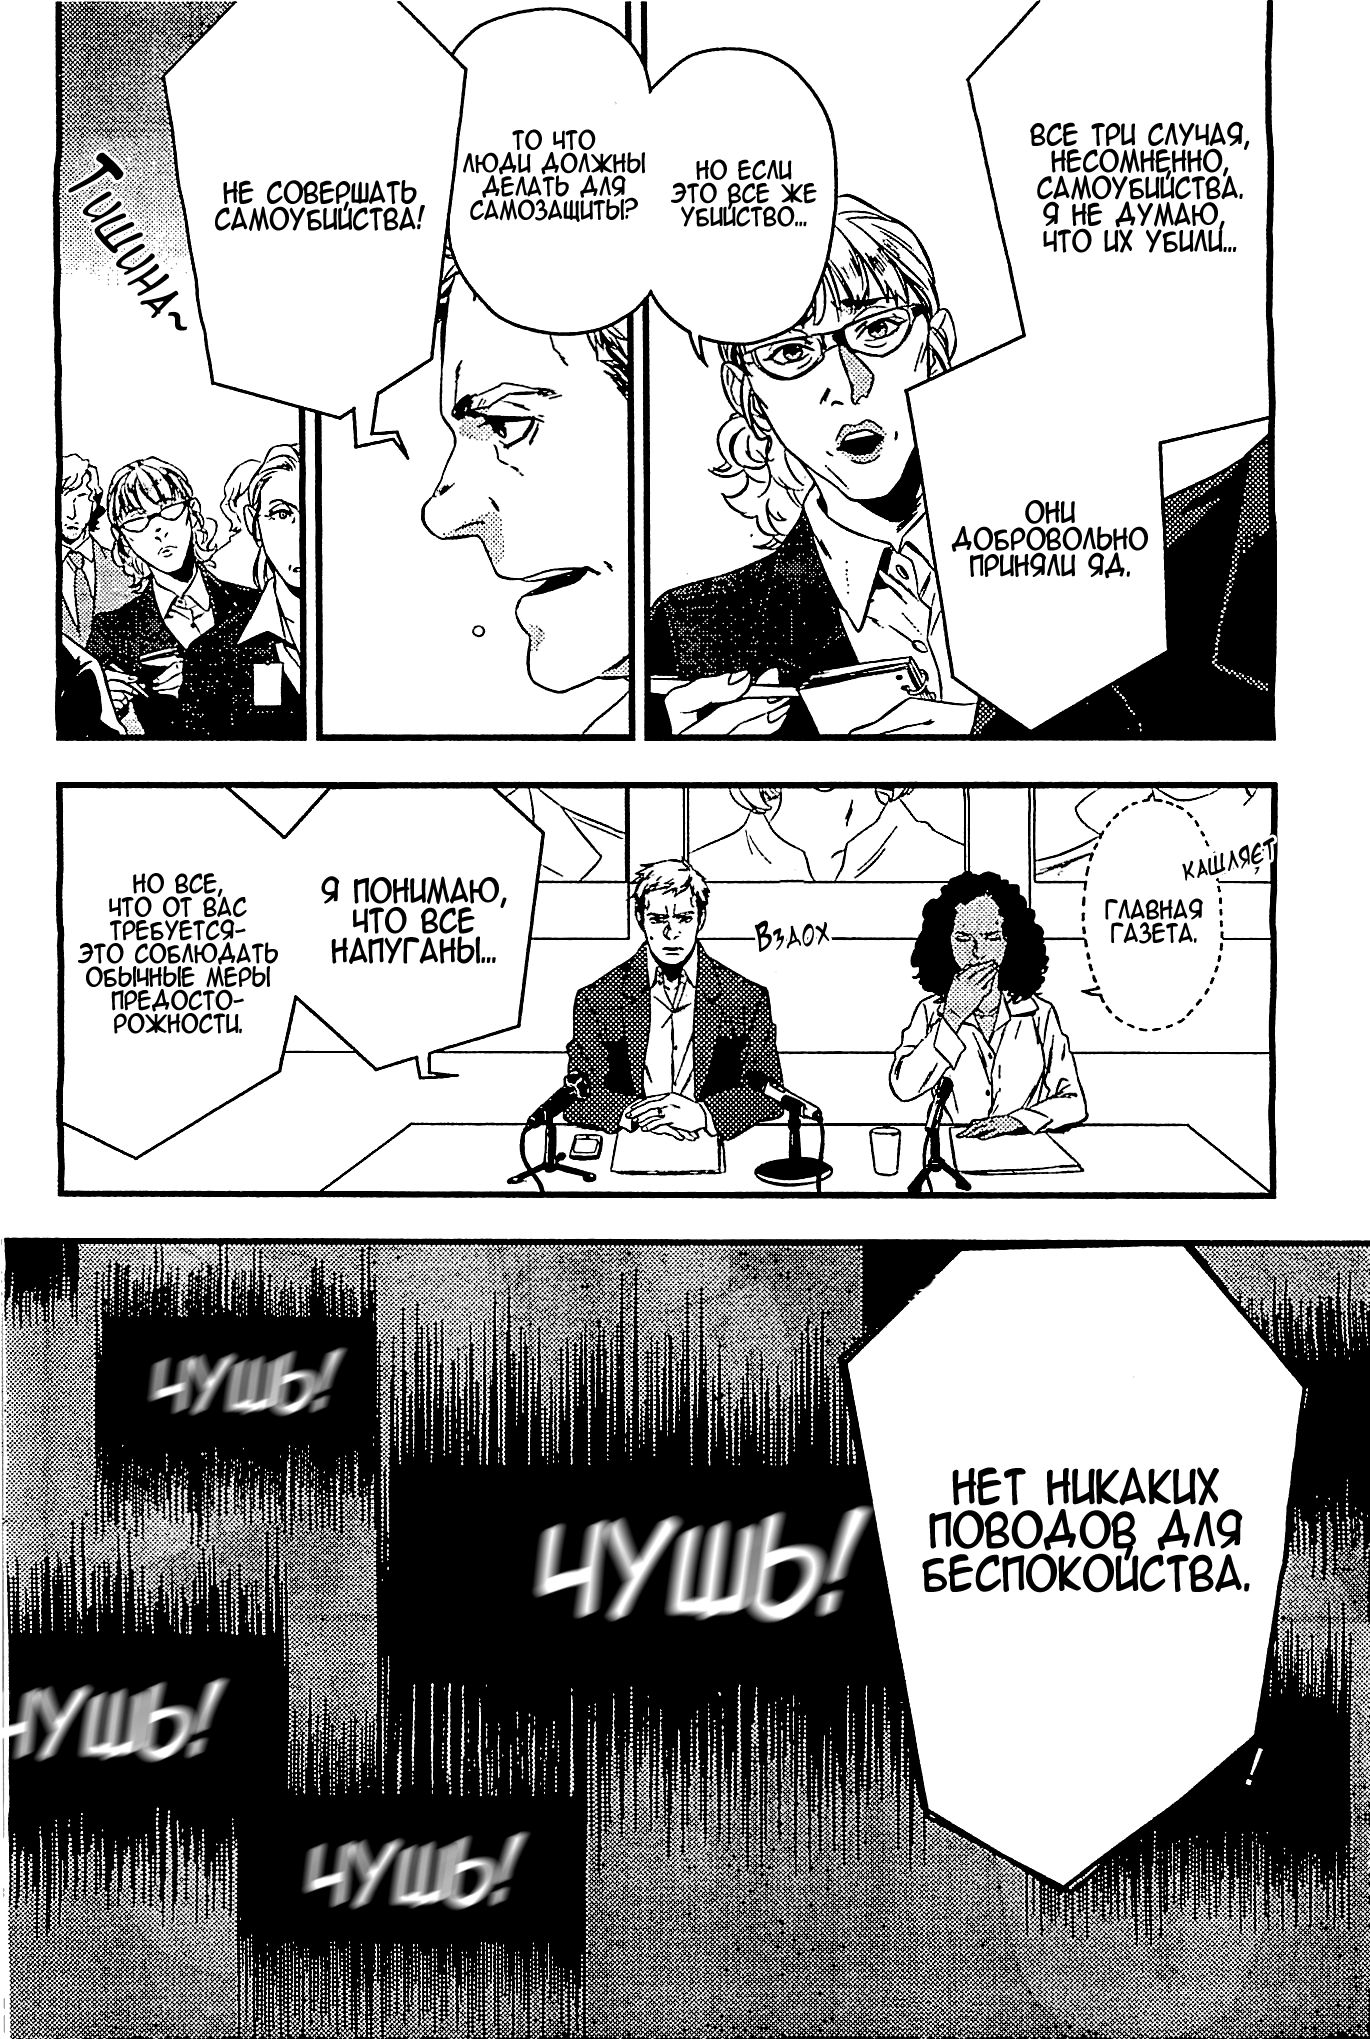 ВСЕ ТРИ СЛУЧАЯ,
НЕСОМНЕННО,
САМОУБИЙСТВА.
Я НЕ ДУМАЮ,
ЧТО ИХ УБИЛИ...
ОНИ
ДОБРОВОЛЬНО
ПРИНЯЛИ ЯД.
НО ЕСЛИ
ЭТО ВСЕ ЖЕ
УБИЙСТВО...
ТО ЧТО
ЛЮДИ ДОЛЖНЫ
ДЕЛАТЬ ДЛЯ
САМОЗАЩИТЫ?
НЕ СОВЕРШАТЬ
САМОУБИЙСТВА!
ТИШИНА~
КАШЛЯЕТ
ГЛАВНАЯ
ГАЗЕТА.
ВЗДОХ
Я ПОНИМАЮ,
ЧТО ВСЕ
НАПУГАНЫ...
НО ВСЕ,
ЧТО ОТ ВАС
ТРЕБУЕТСЯ-
ЭТО СОБЛЮДАТЬ
ОБЫЧНЫЕ МЕРЫ
ПРЕДОСТО-
РОЖНОСТИ.
НЕТ НИКАКИХ
ПОВОДОВ ДЛЯ
БЕСПОКОЙСТВА.
!
ЧУШЬ!
ЧУШЬ!
ЧУШЬ!
ЧУШЬ!